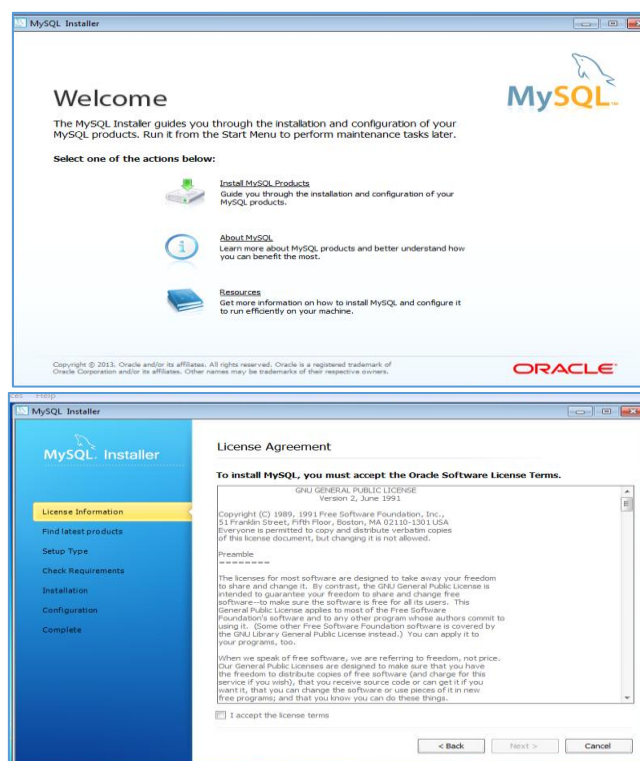 MySQL Installer
MySQL
Welcome
The MySQL Installer guides you through the installation and configuration of your
MySQL products. Run it from the Start Menu to perform maintenance tasks later.
Select one of the actions below:
Install MySQL Products
Guide you through the installation and configuration of your
MySQL products.
About MySQL
Learn more about MySQL products and better understand how
you can benefit the most.
Resources
Get more information on how to install MySQL and configure it
to run efficiently on your machine.
Copyright © 2013, Oracle and/or its affiliates. All rights reserved. Oracle is a registered trademark of
Oracle Corporation and/or its affiliates. Other names may be trademarks of their respective owners.
ORACLE
Help
MySQL Installer
MySQL. Installer
License Information
Find latest products
Setup Type
Check Requirements
Installation
Configuration
Complete
License Agreement
To install MySQL, you must accept the Oracle Software License Terms.
GNU GENERAL PUBLIC LICENSE
Version 2, June 1991
Copyright (C) 1989, 1991 Free Software Foundation, Inc.,
51 Franklin Street, Fifth Floor, Boston, MA 02110-1301 USA
Everyone is permitted to copy and distribute verbatim copies
of this license document, but changing it is not allowed.
Preamble
========
The licenses for most software are designed to take away your freedom
to share and change it. By contrast, the GNU General Public License is
intended to guarantee your freedom to share and change free
software--to make sure the software is free for all its users. This
General Public License applies to most of the Free Software
Foundation's software and to any other program whose authors commit to
using it. (Some other Free Software Foundation software is covered by
the GNU Library General Public License instead.) You can apply it to
your programs, too.
When we speak of free software, we are referring to freedom, not price.
Our General Public Licenses are designed to make sure that you have
the freedom to distribute copies of free software (and charge for this
service if you wish), that you receive source code or can get it if you
want it, that you can change the software or use pieces of it in new
free programs; and that you know you can do these things.
I accept the license terms
< Back
Next >
Cancel